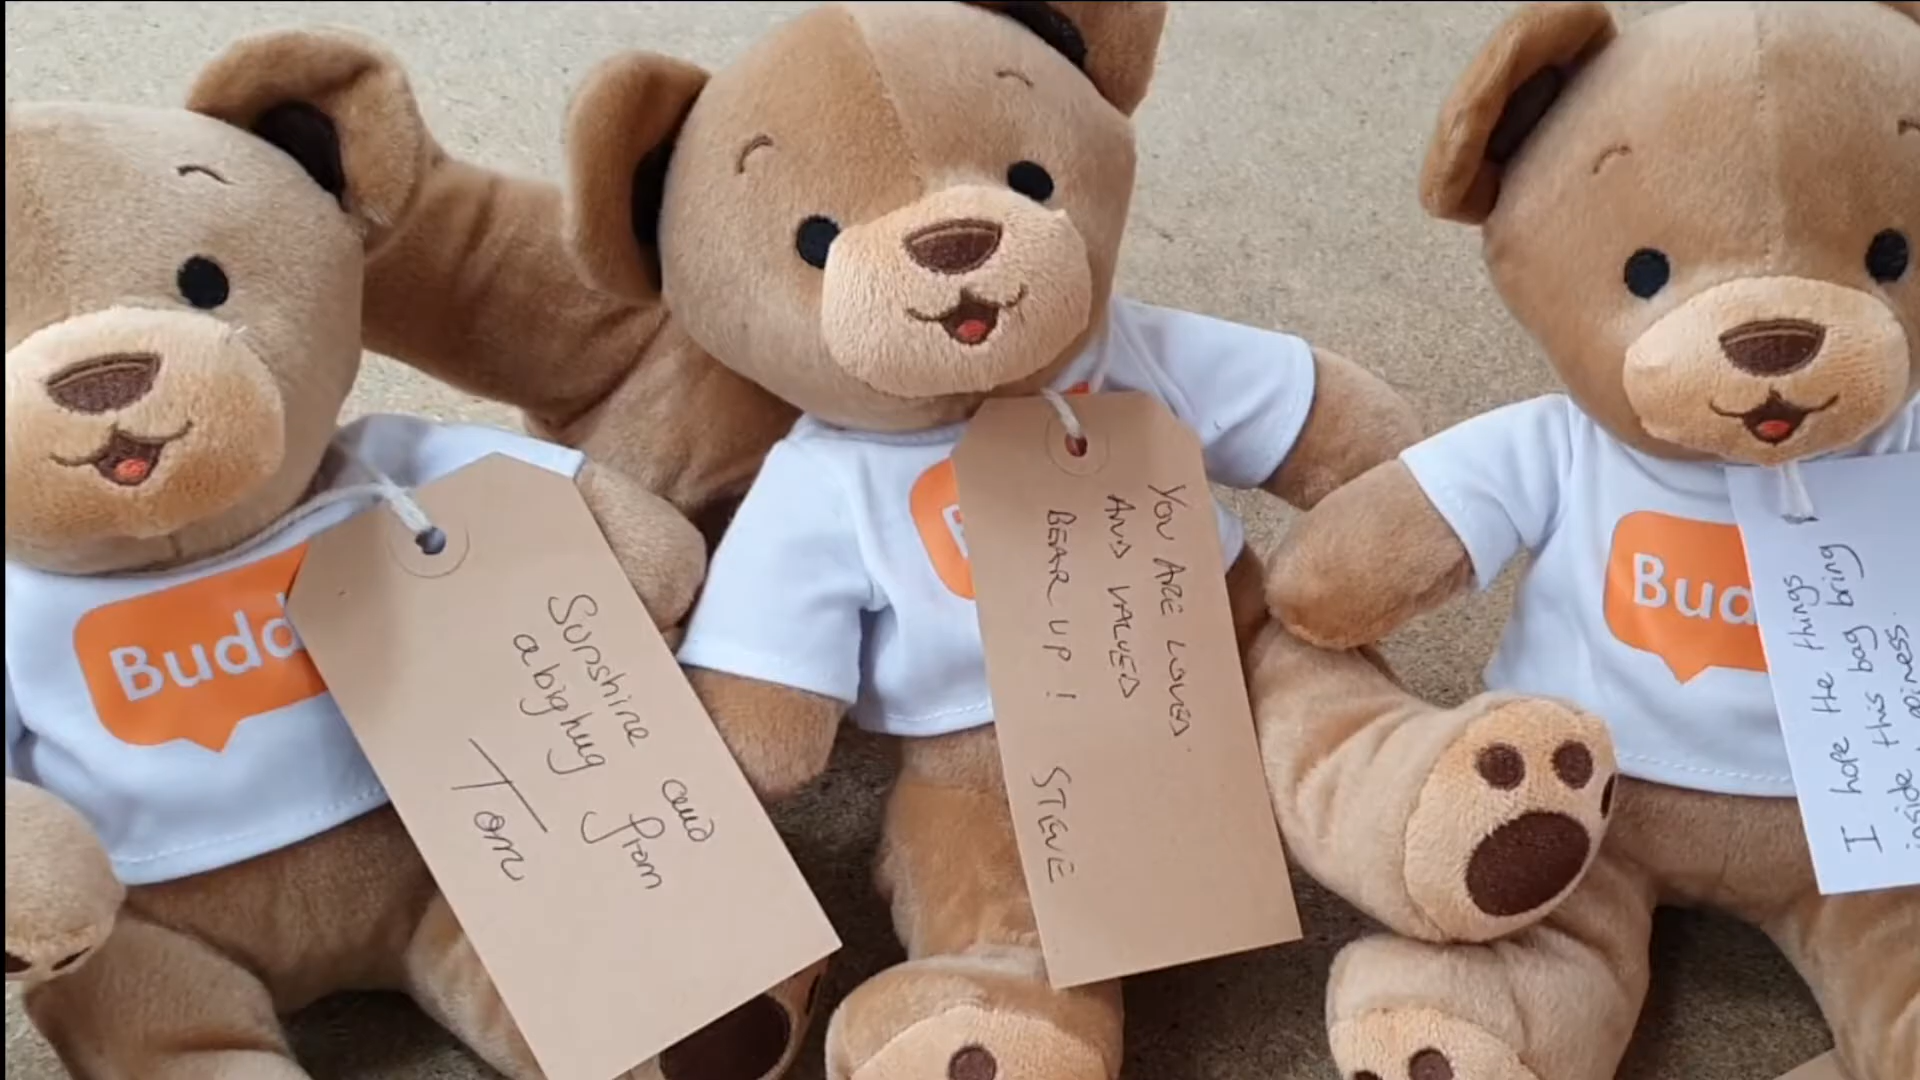 Budd
Sunshine and
a big hug from
Tom
B
YOU ARE LOVED
AND VALUED
BEAR UP! STEVE
Bud
I hope the things
inside this bag bring